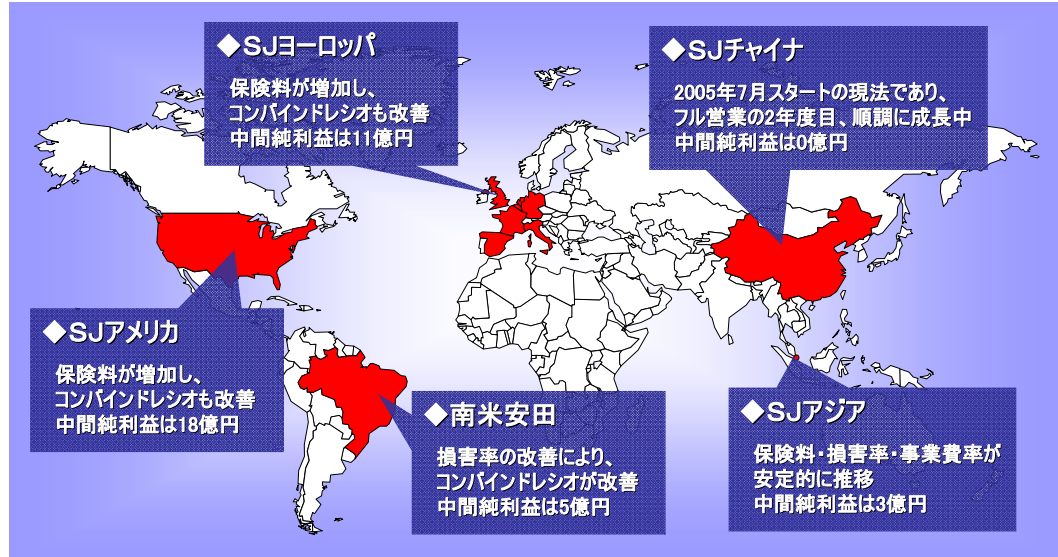 ◆SJヨーロッパ
保険料が増加し、
コンバインドレシオも改善
中間純利益は11億円
◆SJチャイナ
2005年7月スタートの現法であり、
フル営業の2年度目、順調に成長中
中間純利益は0億円
◆SJアメリカ
保険料が増加し、
コンバインドレシオも改善
中間純利益は18億円
◆南米安田
損害率の改善により、
コンバインドレシオが改善
中間純利益は5億円
◆SJアジア
保険料・損害率・事業費率が
安定的に推移
中間純利益は3億円